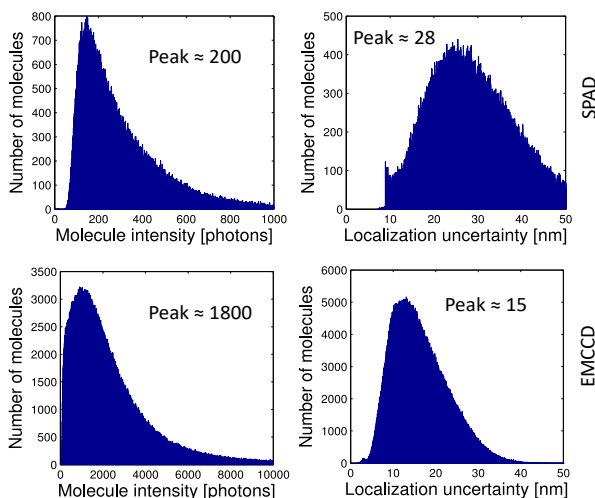 Number of molecules
800
700
600
500
400
300
200
100
0
Peak ≈ 200
0 200 400 600 800 1000
Molecule intensity [photons]
Number of molecules
500
400
300
200
100
0
Peak ≈ 28
0 10 20 30 40 50
Localization uncertainty [nm]
SPAD
Number of molecules
3500
3000
2500
2000
1500
1000
500
0
Peak ≈ 1800
0 2000 4000 6000 8000 10000
Molecule intensity [photons]
Number of molecules
6000
5000
4000
3000
2000
1000
0
Peak ≈ 15
0 10 20 30 40 50
Localization uncertainty [nm]
EMCCD